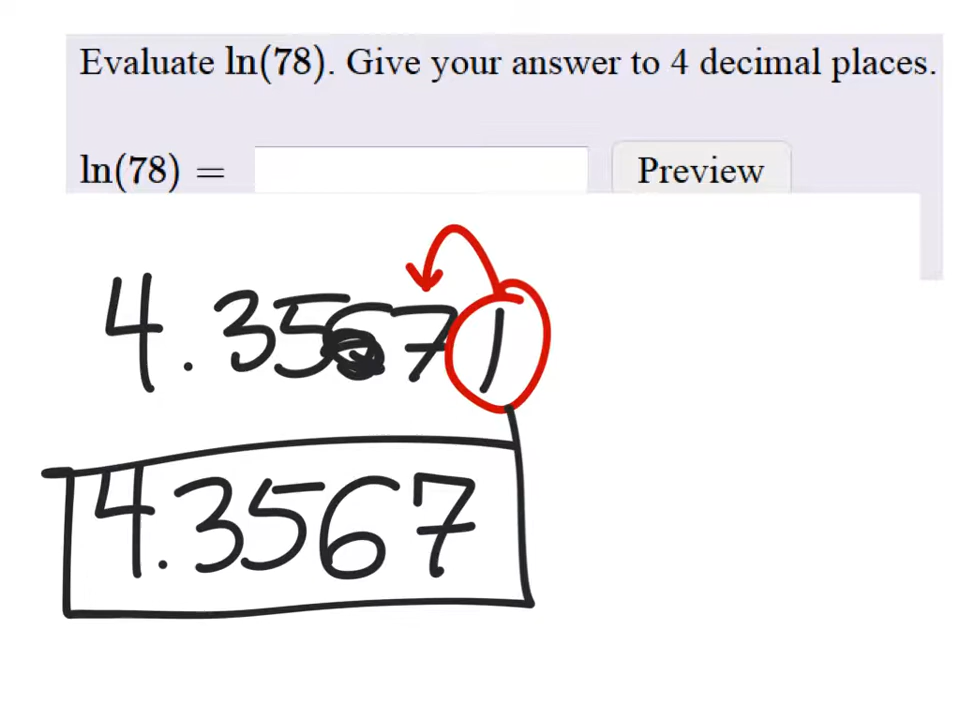 Evaluate ln(78). Give your answer to 4 decimal places.
ln(78) = Preview
4.35671
4.3567